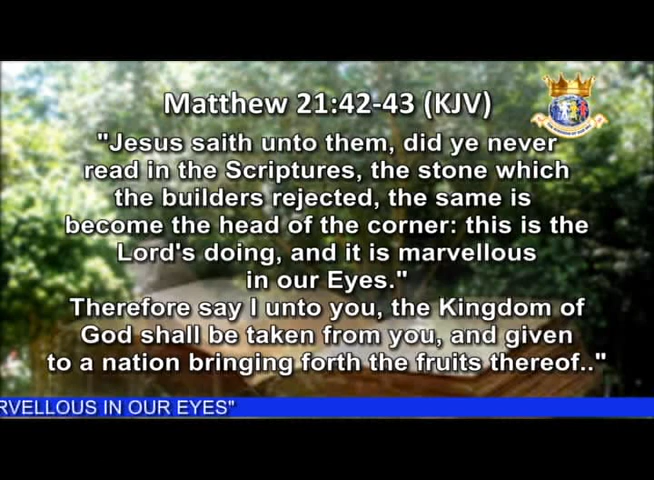 Matthew 21:42-43 (KJV)
"Jesus saith unto them, did ye never
read in the Scriptures, the stone which
the builders rejected, the same is
become the head of the corner: this is the
Lord's doing, and it is marvellous
in our Eyes."
Therefore say I unto you, the Kingdom of
God shall be taken from you, and given
to a nation bringing forth the fruits thereof.."
RVELLOUS IN OUR EYES"